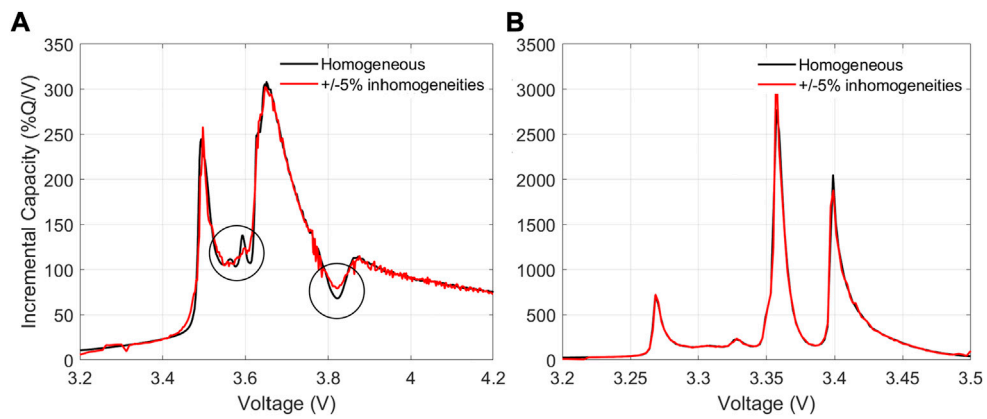 A
350
300
250
200
150
100
50
0
Incremental Capacity (%Q/V)
Homogeneous
+/-5% inhomogeneities
3.2 3.4 3.6 3.8 4 4.2
Voltage (V)
B
3500
3000
2500
2000
1500
1000
500
0
Homogeneous
+/-5% inhomogeneities
3.2 3.25 3.3 3.35 3.4 3.45 3.5
Voltage (V)